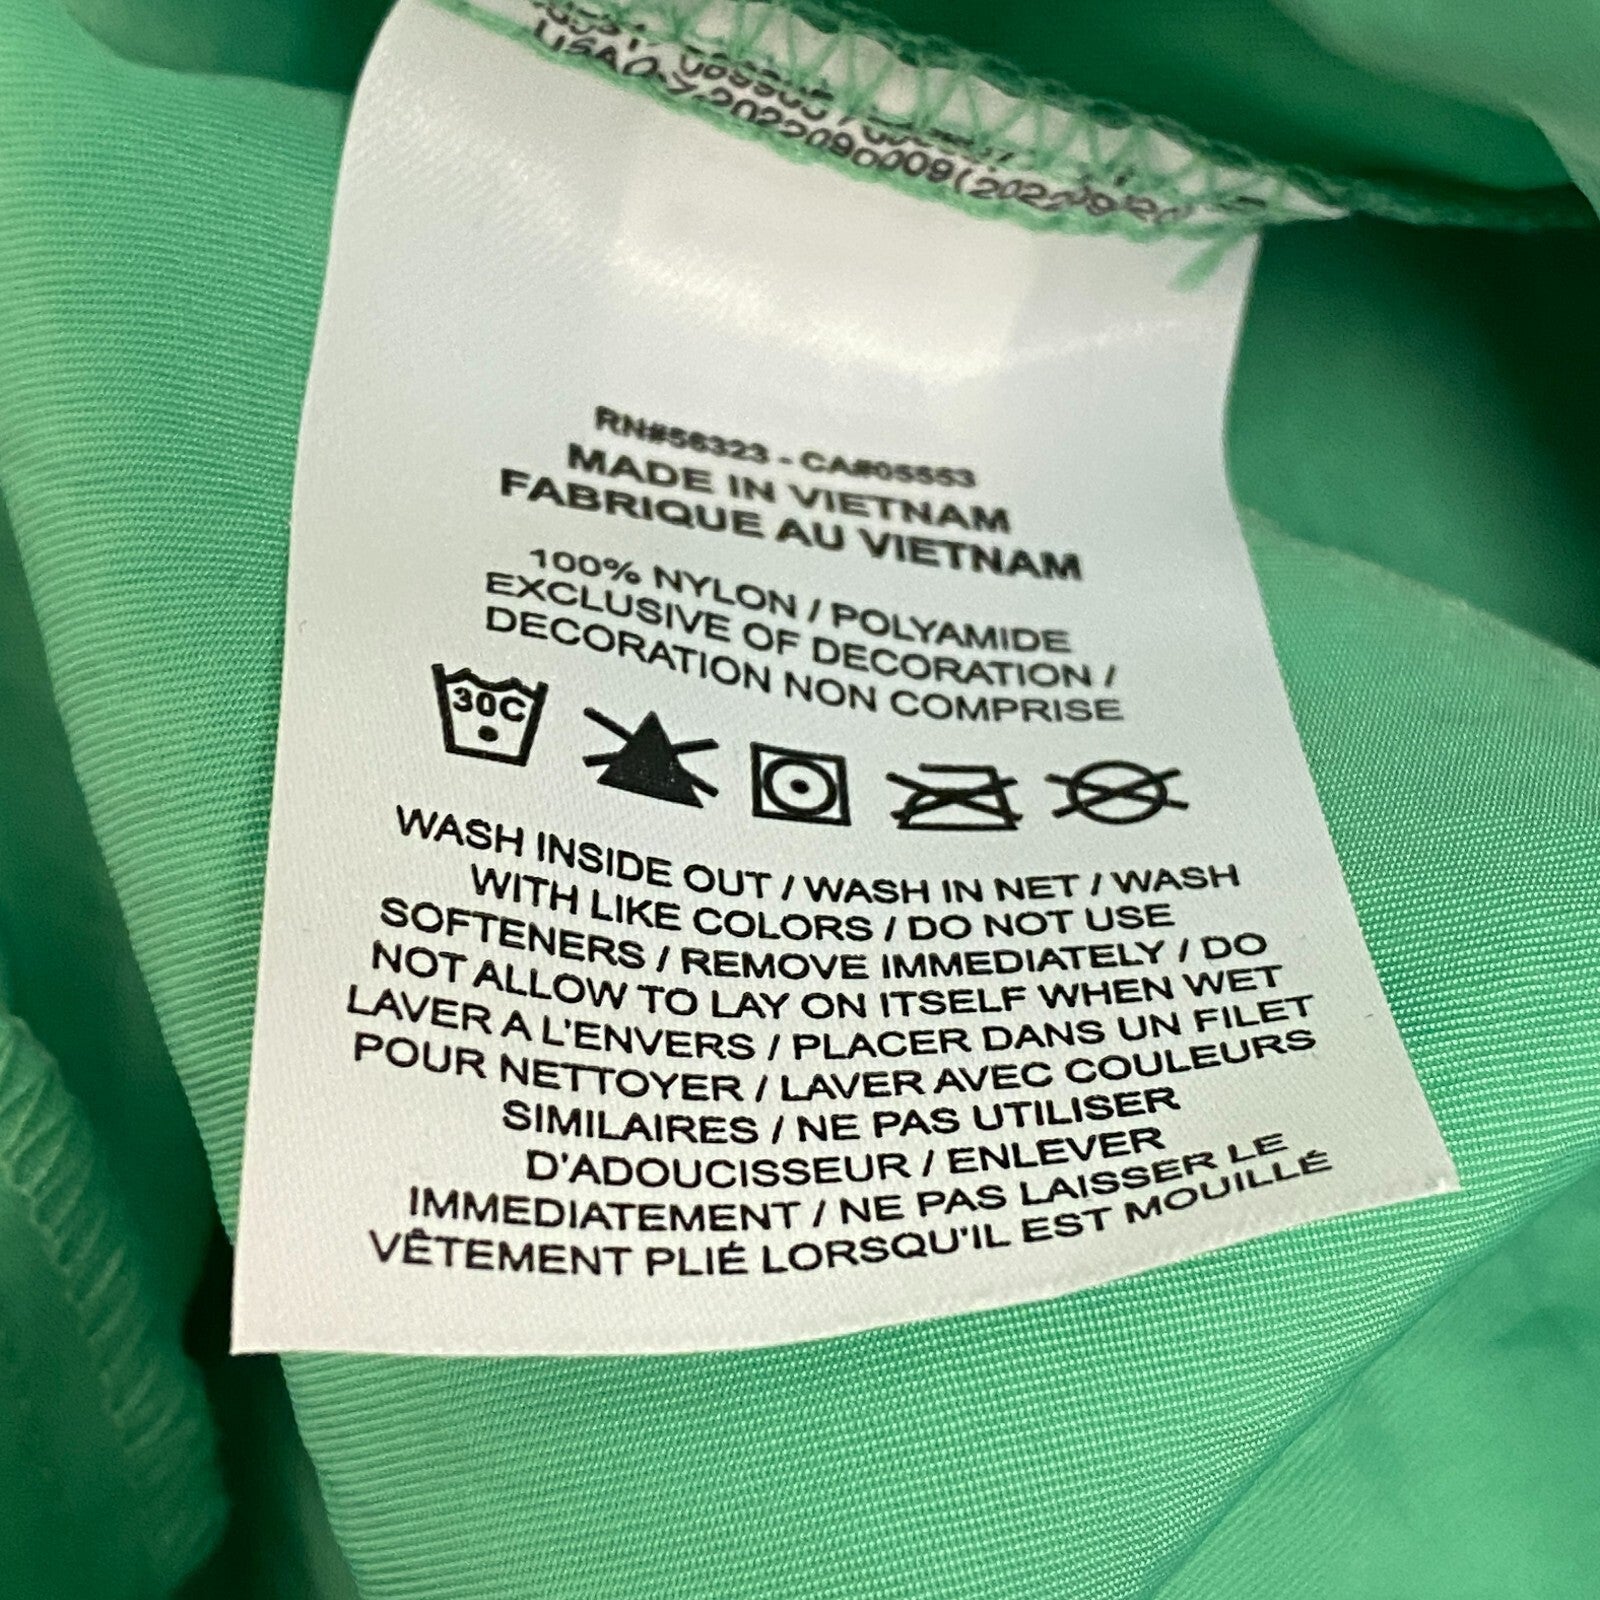 RN#56323 - CA#05553
MADE IN VIETNAM
FABRIQUE AU VIETNAM
100% NYLON / POLYAMIDE
EXCLUSIVE OF DECORATION /
DECORATION NON COMPRISE
30C
WASH INSIDE OUT / WASH IN NET / WASH
WITH LIKE COLORS / DO NOT USE
SOFTENERS / REMOVE IMMEDIATELY / DO
NOT ALLOW TO LAY ON ITSELF WHEN WET
LAVER A L'ENVERS / PLACER DANS UN FILET
POUR NETTOYER / LAVER AVEC COULEURS
SIMILAIRES / NE PAS UTILISER
D'ADOUCISSEUR / ENLEVER
IMMEDIATEMENT / NE PAS LAISSER LE
VÊTEMENT PLIÉ LORSQU'IL EST MOUILLÉ